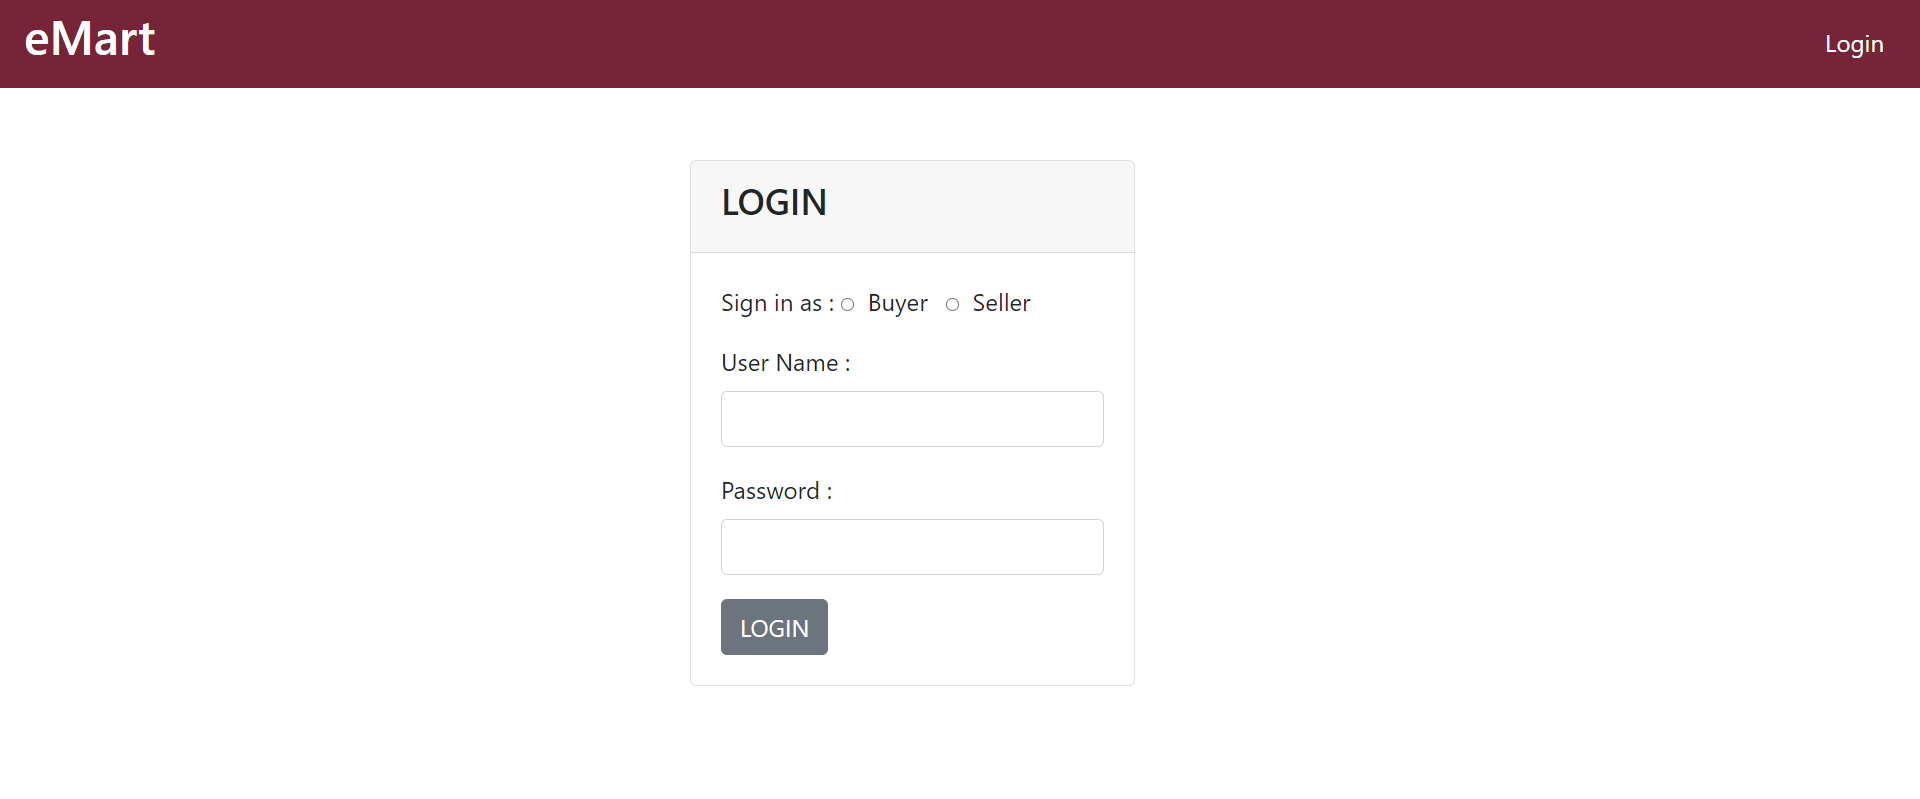 eMart
Login
LOGIN
Sign in as : Buyer Seller
User Name :
Password :
LOGIN